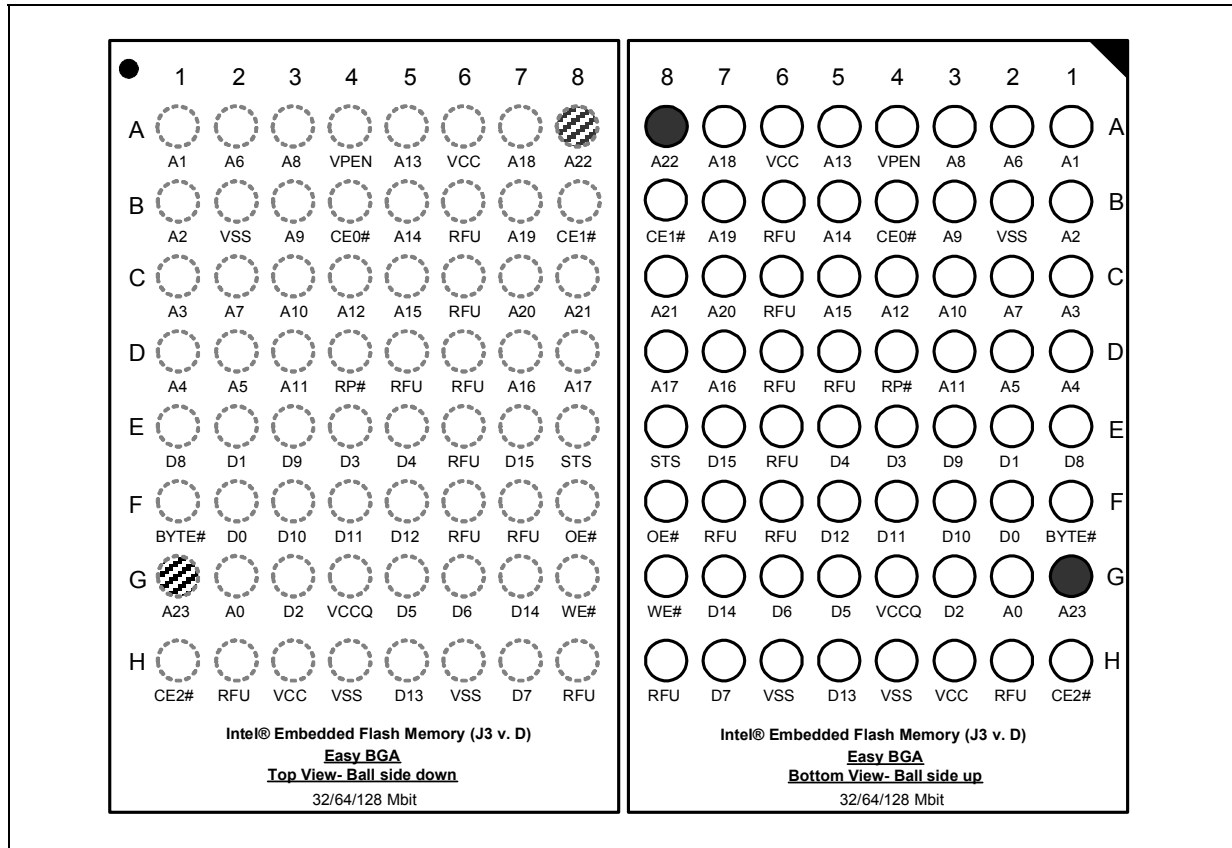 1 2 3 4 5 6 7 8
A
A1 A6 A8 VPEN A13 VCC A18 A22
B
A2 VSS A9 CE0# A14 RFU A19 CE1#
C
A3 A7 A10 A12 A15 RFU A20 A21
D
A4 A5 A11 RP# RFU RFU A16 A17
E
D8 D1 D9 D3 D4 RFU D15 STS
F
BYTE# D0 D10 D11 D12 RFU RFU OE#
G
A23 A0 D2 VCCQ D5 D6 D14 WE#
H
CE2# RFU VCC VSS D13 VSS D7 RFU
Intel® Embedded Flash Memory (J3 v. D)
Easy BGA
Top View- Ball side down
32/64/128 Mbit
8 7 6 5 4 3 2 1
A
A22 A18 VCC A13 VPEN A8 A6 A1
B
CE1# A19 RFU A14 CE0# A9 VSS A2
C
A21 A20 RFU A15 A12 A10 A7 A3
D
A17 A16 RFU RFU RP# A11 A5 A4
E
STS D15 RFU D4 D3 D9 D1 D8
F
OE# RFU RFU D12 D11 D10 D0 BYTE#
G
WE# D14 D6 D5 VCCQ D2 A0 A23
H
RFU D7 VSS D13 VSS VCC RFU CE2#
Intel® Embedded Flash Memory (J3 v. D)
Easy BGA
Bottom View- Ball side up
32/64/128 Mbit